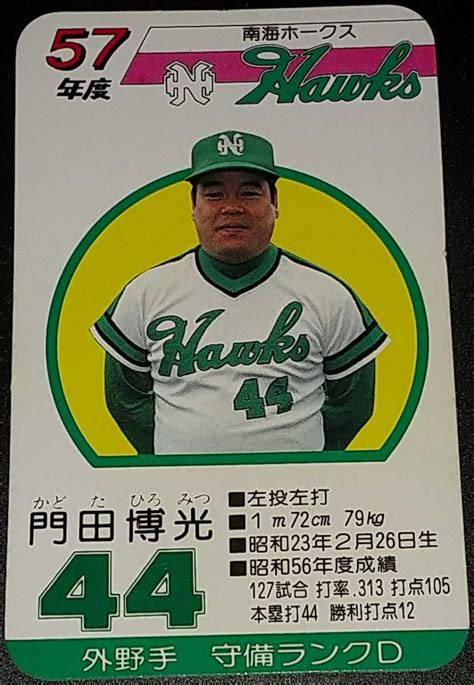 57
年度
南海ホークス
NH
Hawks
NH
Hawks
44
かど た ひろ みつ
門田博光
44
■左投左打
■1m72cm 79kg
■昭和23年2月26日生
■昭和56年度成績
127試合 打率.313 打点105
本塁打44 勝利打点12
外野手 守備ランクD